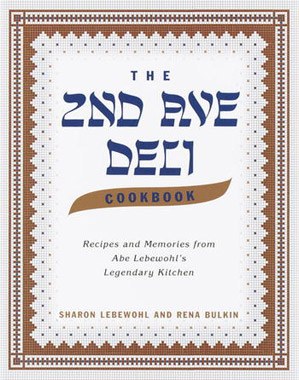 THE
2ND AVE
DELI
COOKBOOK
Recipes and Memories from
Abe Lebewohl's
Legendary Kitchen
SHARON LEBEWOHL AND RENA BULKIN